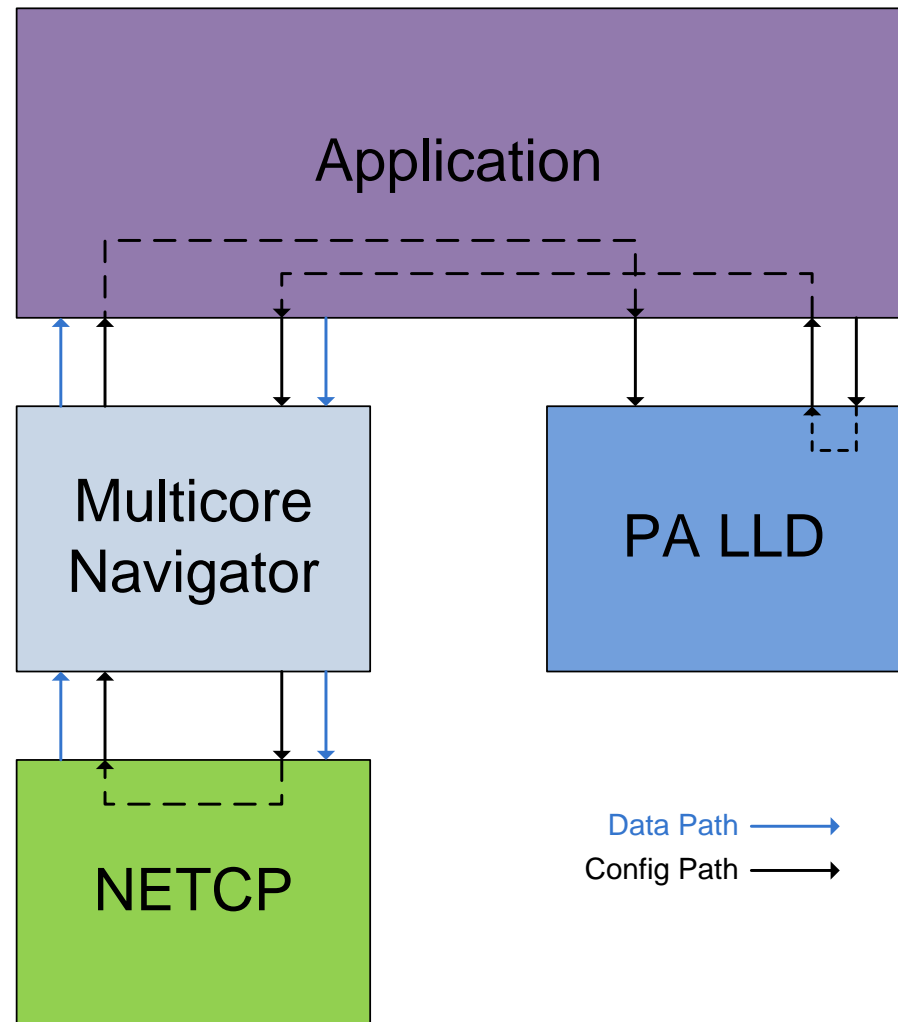 Application
Multicore
Navigator
PA LLD
NETCP
Data Path
Config Path